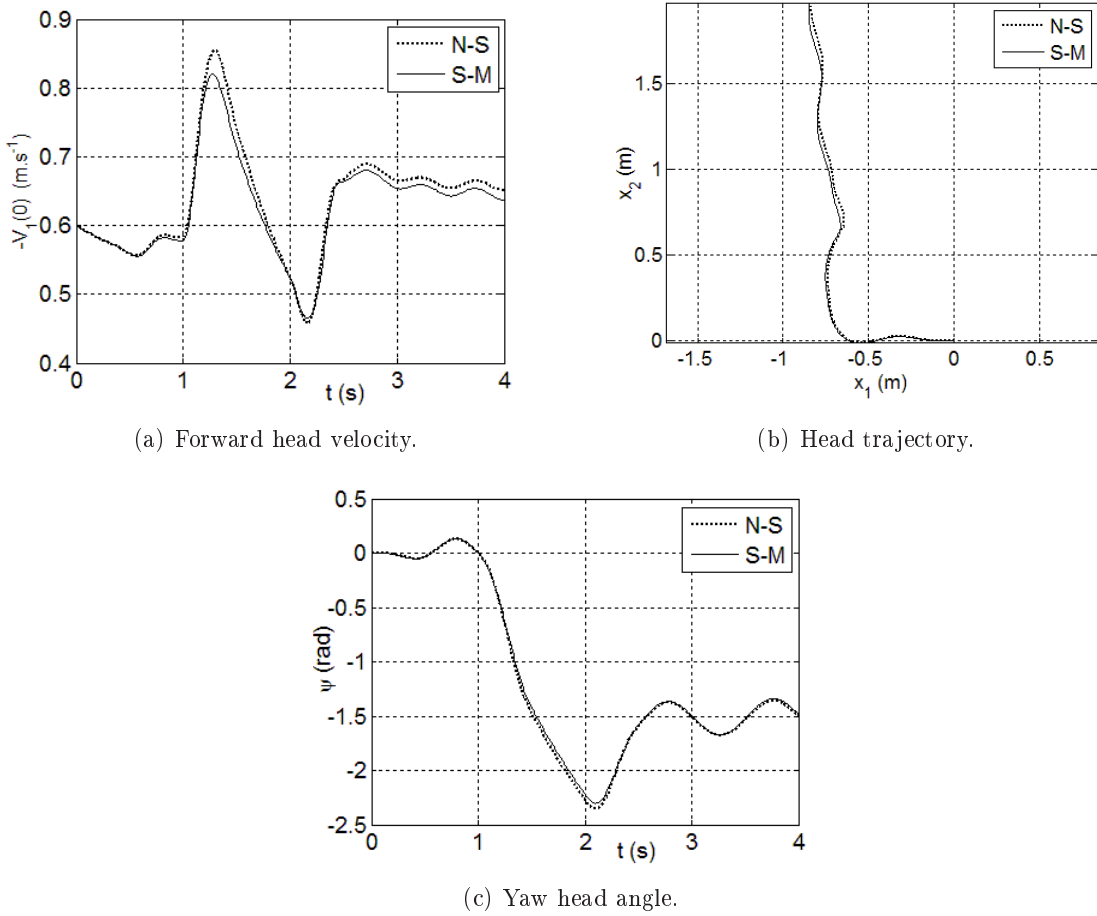 0.9
0.8
0.7
0.6
0.5
0.4
-V_1(0) (m.s^-1)
N-S
S-M
0 1 2 3 4
t (s)
(a) Forward head velocity.
1.5
1
0.5
0
x_2 (m)
N-S
S-M
-1.5 -1 -0.5 0 0.5
x_1 (m)
(b) Head trajectory.
0.5
0
-0.5
-1
-1.5
-2
-2.5
ψ (rad)
N-S
S-M
0 1 2 3 4
t (s)
(c) Yaw head angle.